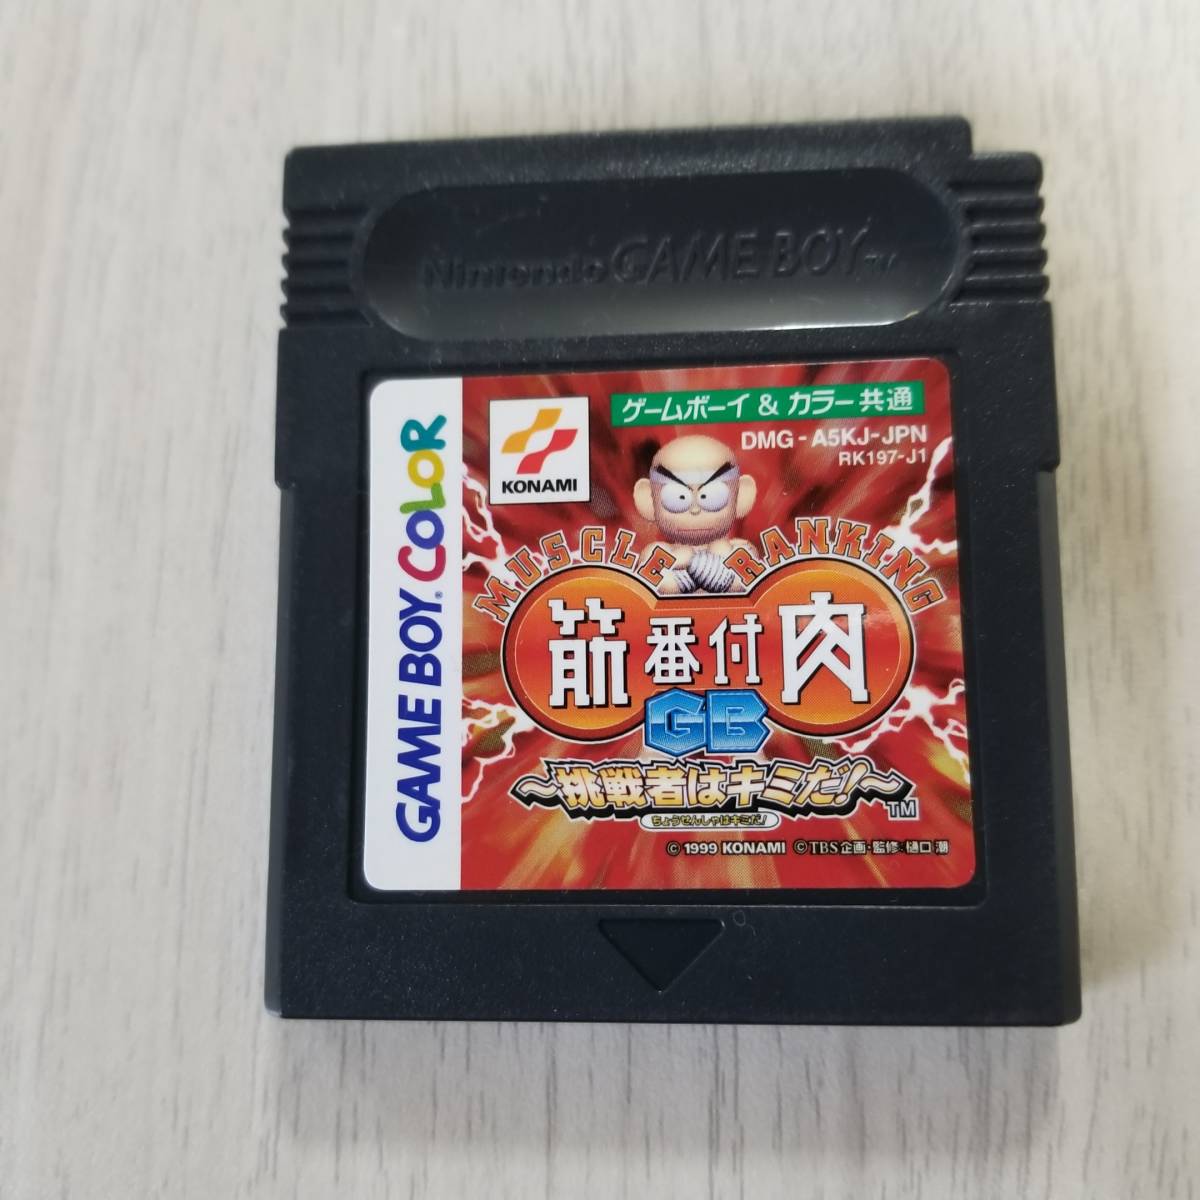 Nintendo GAME BOY TM
GAME BOY COLOR
KONAMI
ゲームボーイ & カラー共通
DMG-A5KJ-JPN
RK197-J1
MUSCLE RANKING
筋肉番付
GB
～挑戦者はキミだ!～ TM
ちょうせんしゃはキミだ!
© 1999 KONAMI ©TBS 企画・監修:樋口 潮